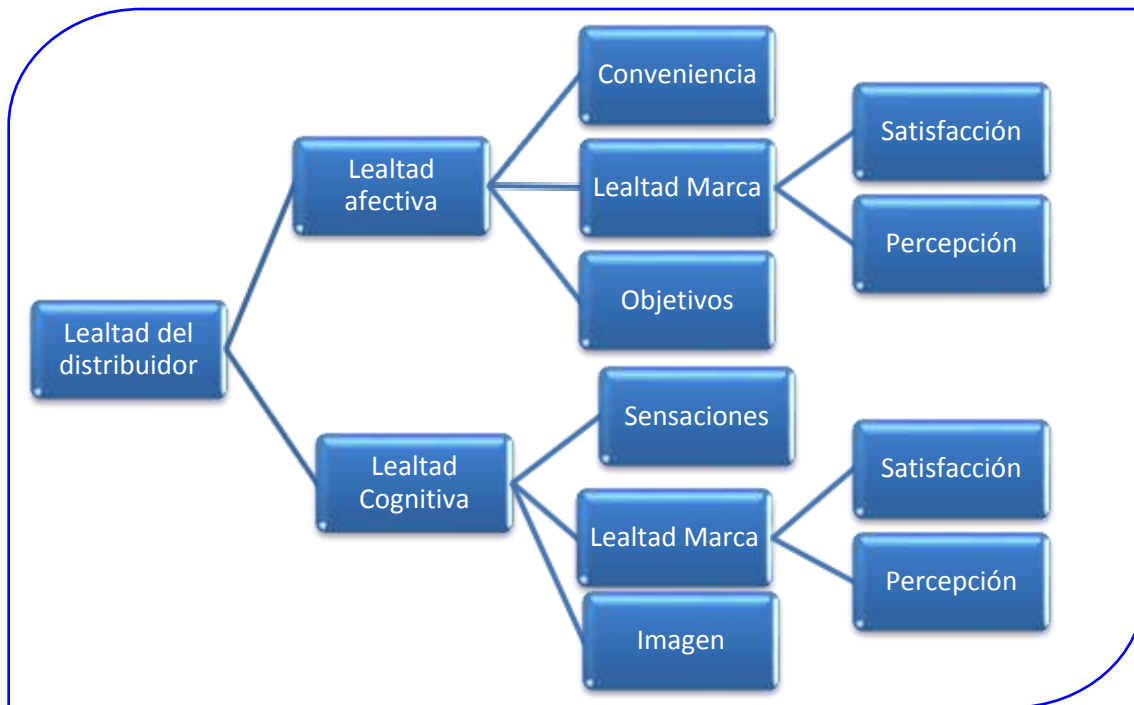 Lealtad del
distribuidor
Lealtad
afectiva
Conveniencia
Lealtad Marca
Satisfacción
Percepción
Objetivos
Lealtad
Cognitiva
Sensaciones
Lealtad Marca
Satisfacción
Percepción
Imagen